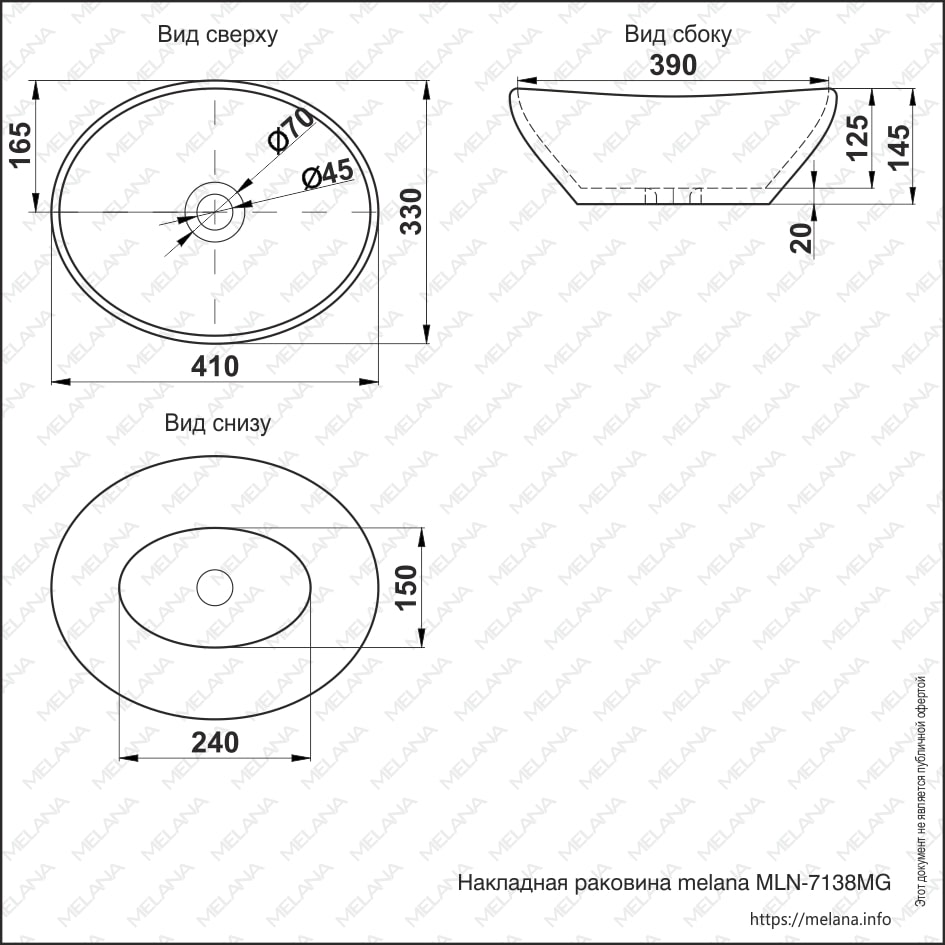 Вид сверху
Вид сбоку
390
165
Ø70
Ø45
330
125
145
20
410
Вид снизу
150
240
Этот документ не является публичной офертой
Накладная раковина melana MLN-7138MG
https://melana.info
MELANA